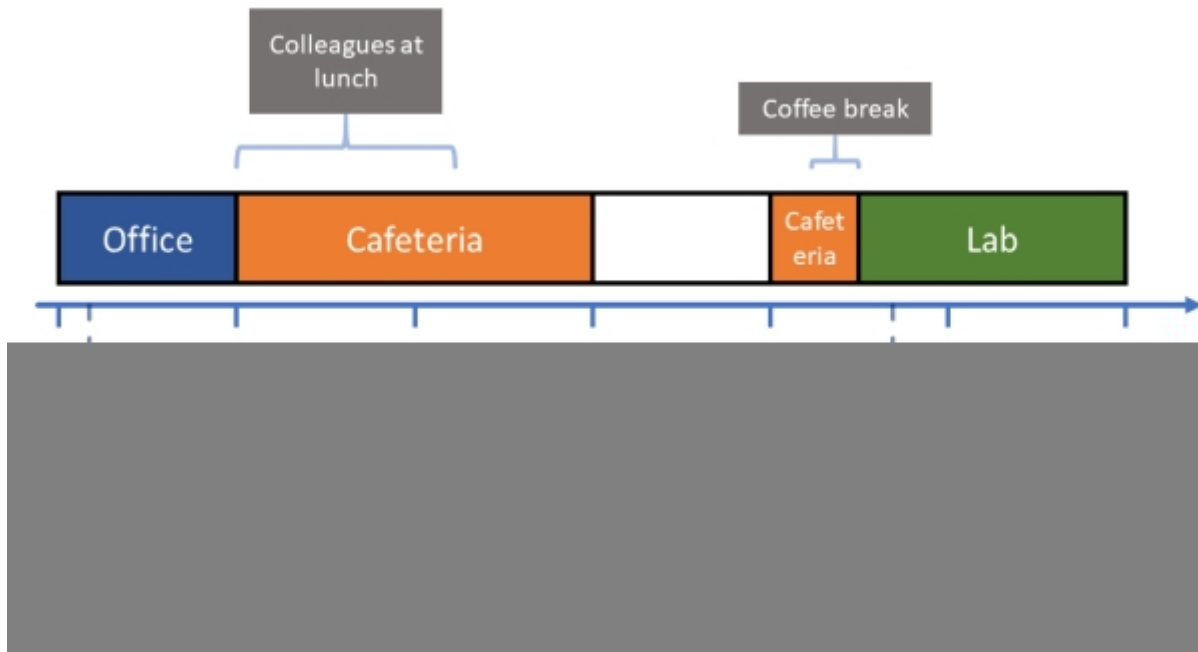 Colleagues at
lunch
Coffee break
Office
Cafeteria
Cafet
eria
Lab